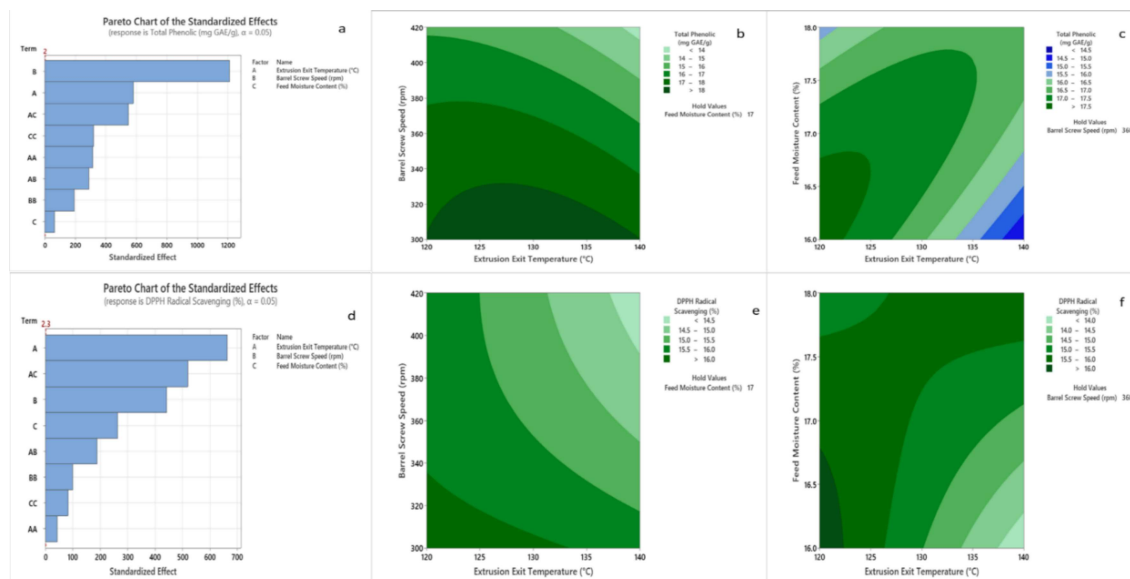 Pareto Chart of the Standardized Effects
(response is Total Phenolic (mg GAE/g), α = 0.05)
a
Term
2
Factor Name
A Extrusion Exit Temperature (°C)
B Barrel Screw Speed (rpm)
C Feed Moisture Content (%)
B
A
AC
CC
AA
AB
BB
C
0 200 400 600 800 1000 1200
Standardized Effect
b
Barrel Screw Speed (rpm)
420
400
380
360
340
320
300
120 125 130 135 140
Extrusion Exit Temperature (°C)
Total Phenolic
(mg GAE/g)
< 14
14 – 15
15 – 16
16 – 17
17 – 18
> 18
Hold Values
Feed Moisture Content (%) 17
c
Feed Moisture Content (%)
18.0
17.5
17.0
16.5
16.0
120 125 130 135 140
Extrusion Exit Temperature (°C)
Total Phenolic
(mg GAE/g)
< 14.5
14.5 – 15.0
15.0 – 15.5
15.5 – 16.0
16.0 – 16.5
16.5 – 17.0
17.0 – 17.5
> 17.5
Hold Values
Barrel Screw Speed (rpm)
Pareto Chart of the Standardized Effects
(response is DPPH Radical Scavenging (%), α = 0.05)
d
Term
2.3
Factor Name
A Extrusion Exit Temperature (°C)
B Barrel Screw Speed (rpm)
C Feed Moisture Content (%)
A
AC
B
C
AB
BB
CC
AA
0 100 200 300 400 500 600 700
Standardized Effect
e
Barrel Screw Speed (rpm)
420
400
380
360
340
320
300
120 125 130 135 140
Extrusion Exit Temperature (°C)
DPPH Radical
Scavenging (%)
< 14.5
14.5 – 15.0
15.0 – 15.5
15.5 – 16.0
> 16.0
Hold Values
Feed Moisture Content (%) 17
f
Feed Moisture Content (%)
18.0
17.5
17.0
16.5
16.0
120 125 130 135 140
Extrusion Exit Temperature (°C)
DPPH Radical
Scavenging (%)
< 14.0
14.0 – 14.5
14.5 – 15.0
15.0 – 15.5
15.5 – 16.0
> 16.0
Hold Values
Barrel Screw Speed (rpm)